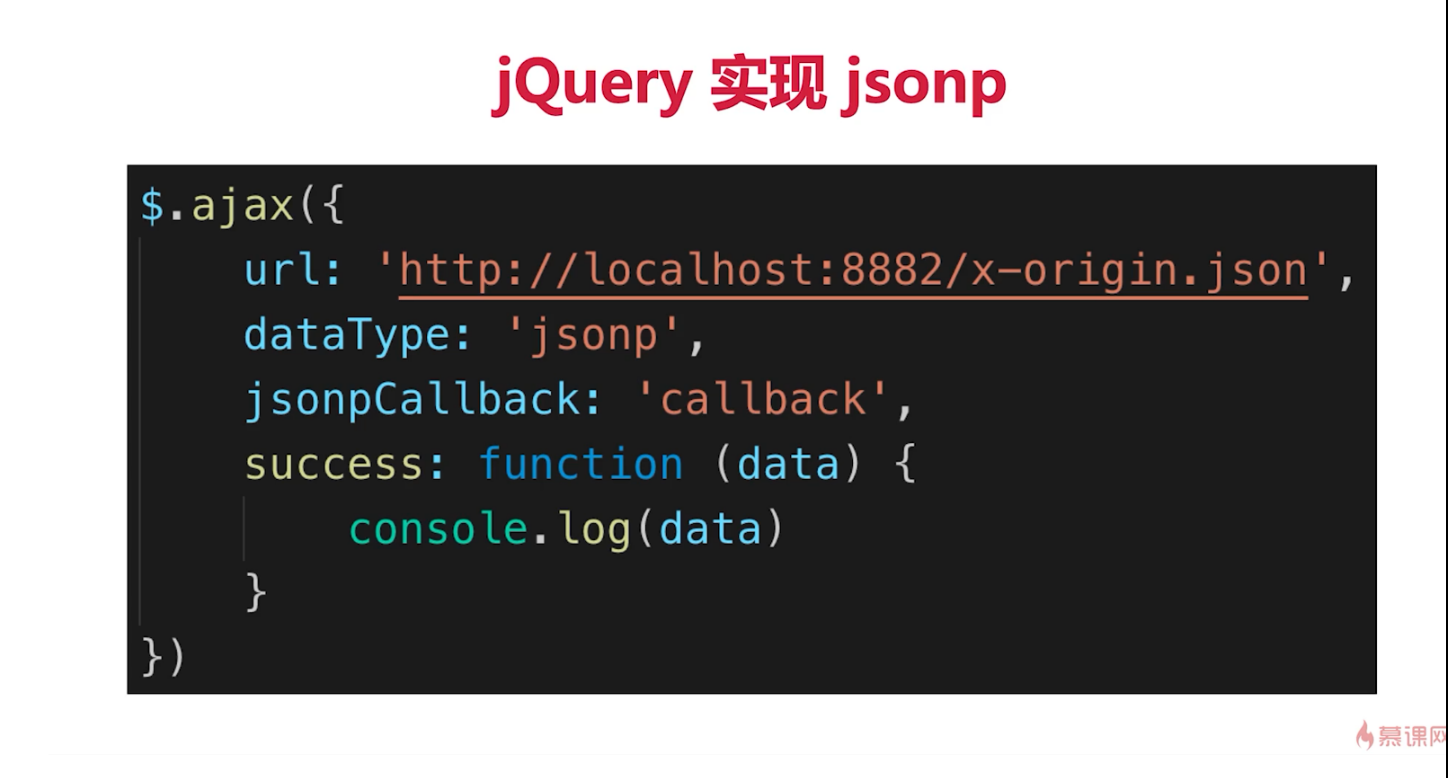 jQuery 实现 jsonp
$.ajax({
    url: 'http://localhost:8882/x-origin.json',
    dataType: 'jsonp',
    jsonpCallback: 'callback',
    success: function (data) {
        console.log(data)
    }
})
慕课网